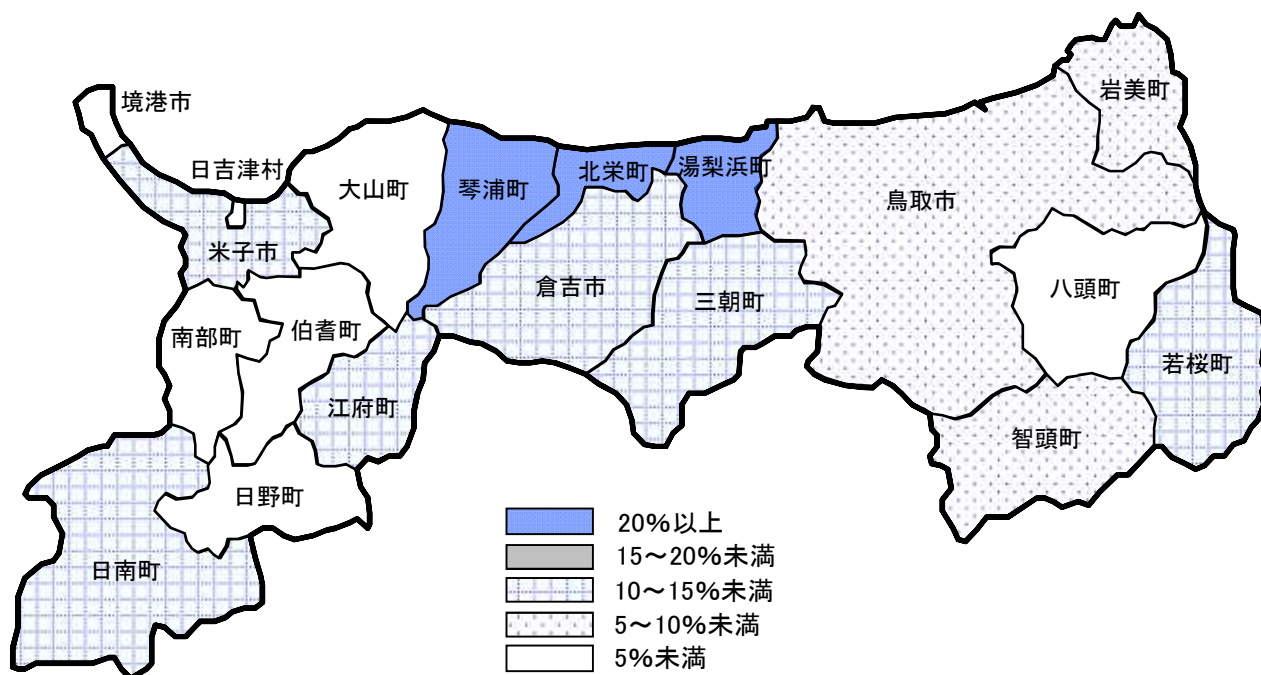 境港市
岩美町
日吉津村
大山町
琴浦町
北栄町
湯梨浜町
鳥取市
米子市
倉吉市
三朝町
八頭町
南部町
伯耆町
若桜町
江府町
智頭町
日野町
日南町
20%以上
15~20%未満
10~15%未満
5~10%未満
5%未満